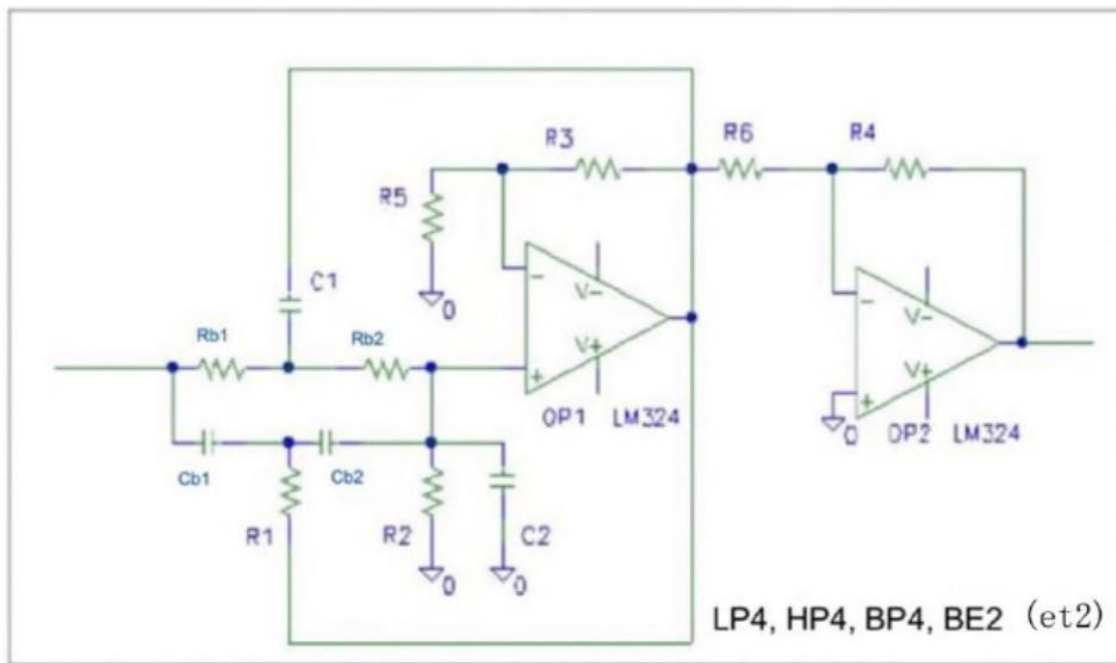 R3
R6
R4
R5
0
C1
V-
V+
OP1 LM324
Rb1
Rb2
V-
V+
0
OP2 LM324
Cb1
Cb2
R1
R2
C2
0
0
LP4, HP4, BP4, BE2 (et2)